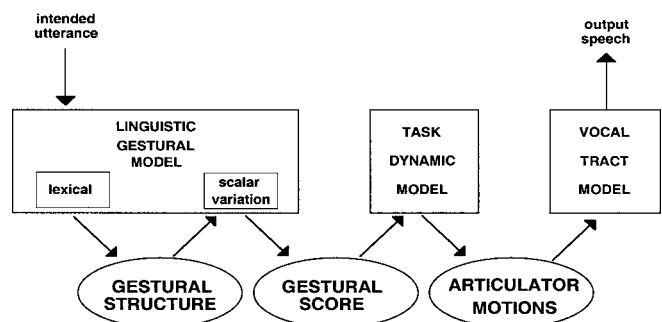 intended
utterance
output
speech
LINGUISTIC
GESTURAL
MODEL
lexical
scalar
variation
TASK
DYNAMIC
MODEL
VOCAL
TRACT
MODEL
GESTURAL
STRUCTURE
GESTURAL
SCORE
ARTICULATOR
MOTIONS